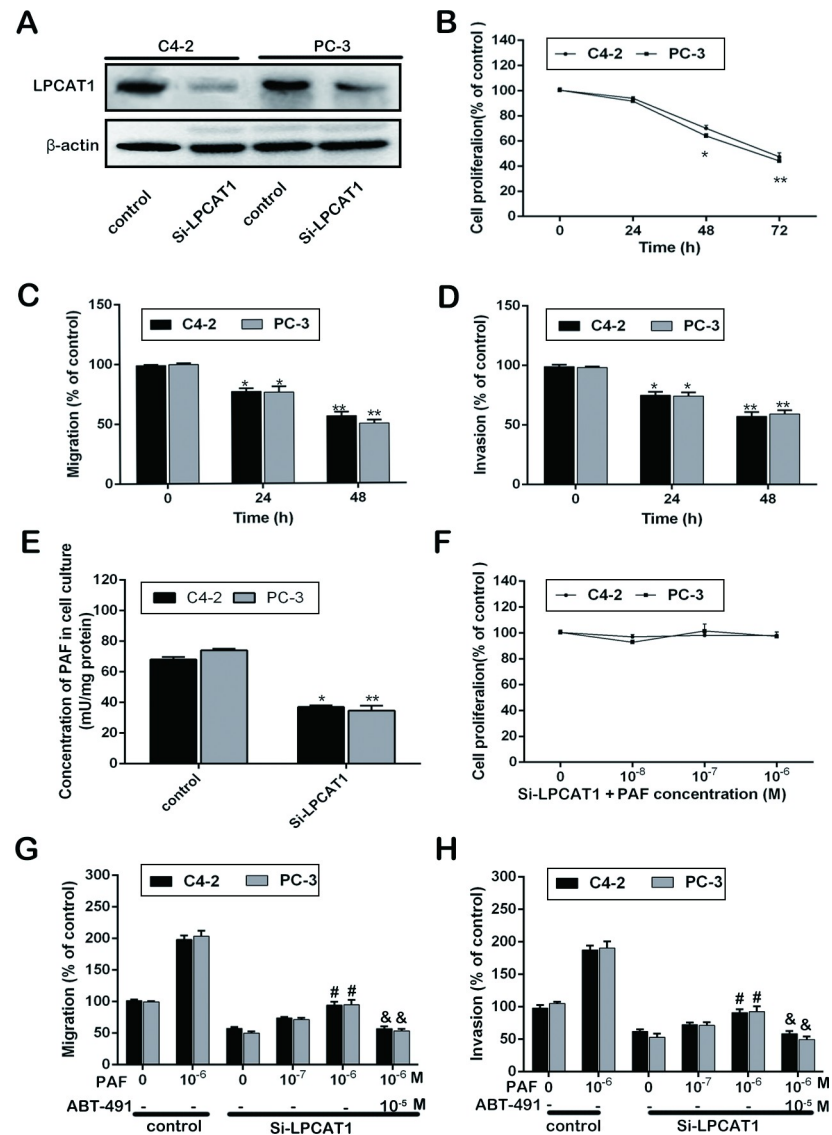 A
C4-2 PC-3
LPCAT1
β-actin
control Si-LPCAT1 control Si-LPCAT1
B
C4-2 PC-3
Cell proliferalion(% of control)
140
120
100
80
60
40
20
0
* **
0 24 48 72
Time (h)
C
C4-2 PC-3
Migration (% of control)
150
100
50
0
* * ** **
0 24 48
Time (h)
D
C4-2 PC-3
Invasion (% of control)
150
100
50
0
* * ** **
0 24 48
Time (h)
E
C4-2 PC-3
Concentration of PAF in cell culture
(mU/mg protein)
120
100
80
60
40
20
0
* **
control Si-LPCAT1
F
C4-2 PC-3
Cell proliferalion(% of control)
140
120
100
80
60
40
20
0
0 10⁻⁸ 10⁻⁷ 10⁻⁶
Si-LPCAT1 + PAF concentration (M)
G
C4-2 PC-3
Migration (% of control)
300
250
200
150
100
50
0
# # & &
PAF 0 10⁻⁶ 0 10⁻⁷ 10⁻⁶ 10⁻⁶ M
ABT-491 - - - - - 10⁻⁵ M
control Si-LPCAT1
H
C4-2 PC-3
Invasion (% of control)
300
250
200
150
100
50
0
# # & &
PAF 0 10⁻⁶ 0 10⁻⁷ 10⁻⁶ 10⁻⁶ M
ABT-491 - - - - - 10⁻⁵ M
control Si-LPCAT1